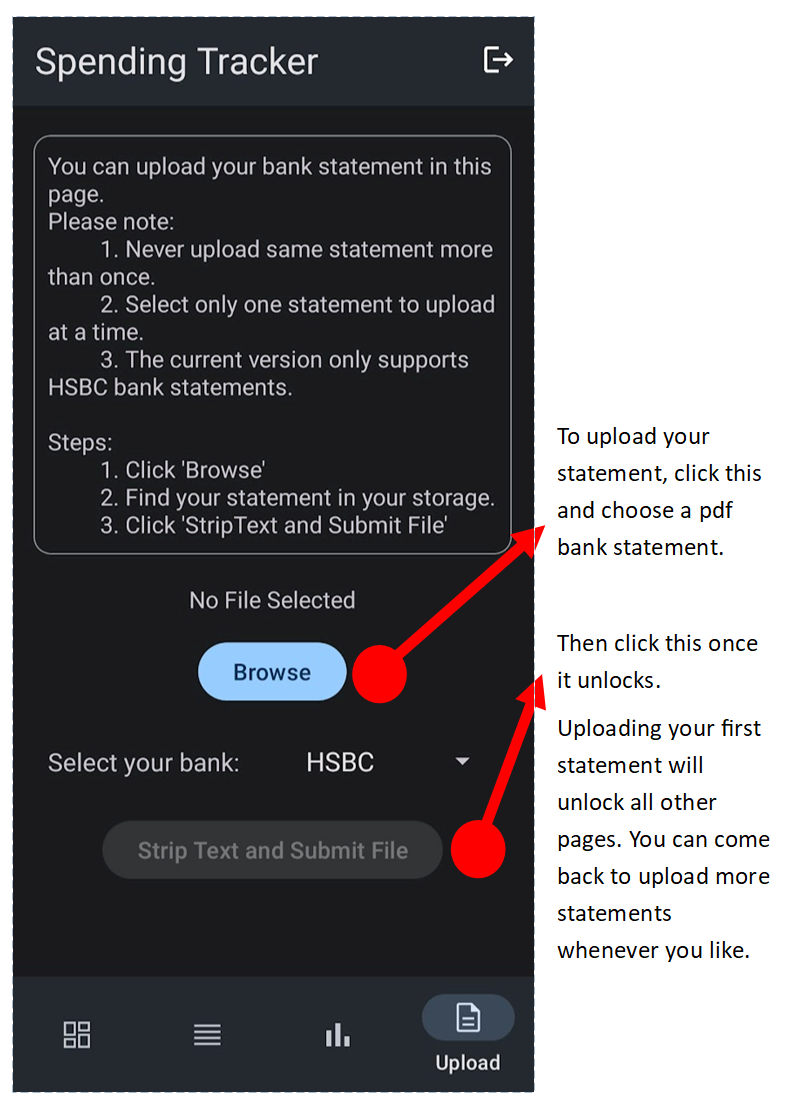 Spending Tracker
You can upload your bank statement in this
page.
Please note:
1. Never upload same statement more
than once.
2. Select only one statement to upload
at a time.
3. The current version only supports
HSBC bank statements.
Steps:
1. Click 'Browse'
2. Find your statement in your storage.
3. Click 'StripText and Submit File'
No File Selected
Browse
Select your bank:
HSBC
Strip Text and Submit File
Upload
To upload your
statement, click this
and choose a pdf
bank statement.
Then click this once
it unlocks.
Uploading your first
statement will
unlock all other
pages. You can come
back to upload more
statements
whenever you like.